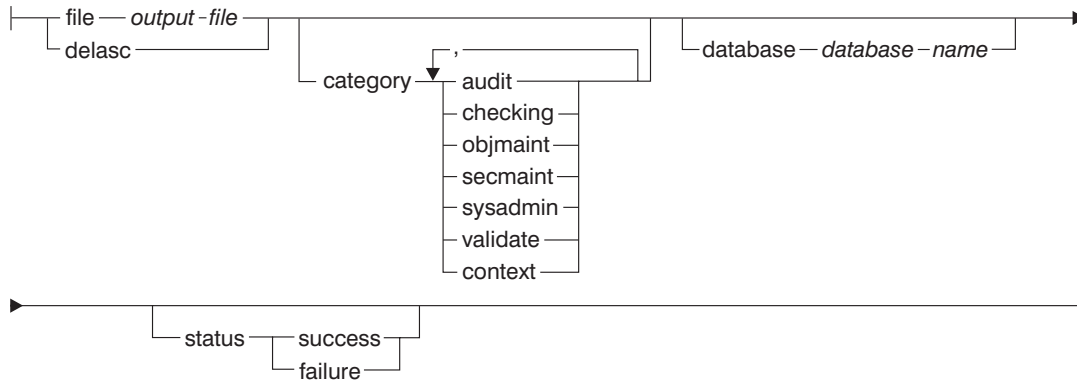 file output-file
delasc
category
,
audit
checking
objmaint
secmaint
sysadmin
validate
context
database database-name
status
success
failure